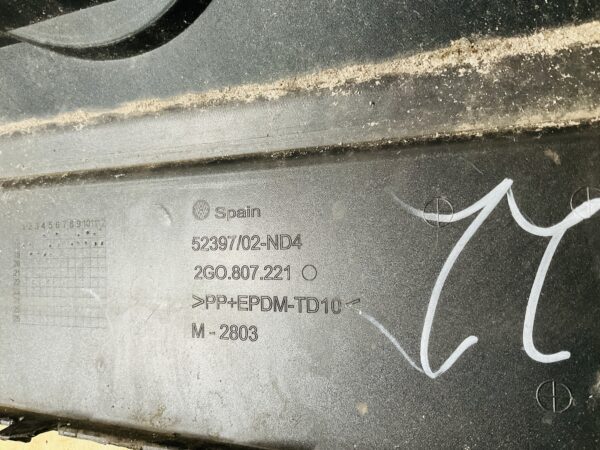 Spain
52397/02-ND4
2GO.807.221
>PP+EPDM-TD10<
M-2803